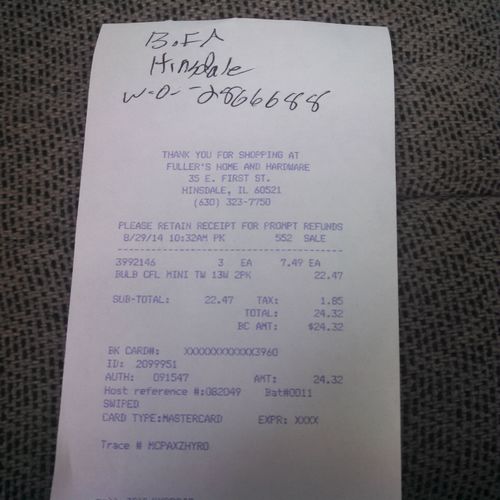 B.F.A
Hinsdale
W-O- -2866688
THANK YOU FOR SHOPPING AT
FULLER'S HOME AND HARDWARE
35 E. FIRST ST.
HINSDALE, IL 60521
(630) 323-7750
PLEASE RETAIN RECEIPT FOR PROMPT REFUNDS
8/29/14 10:32AM PK 552 SALE
3992146 3 EA 7.49 EA
BULB CFL MINI TW 13W 2PK 22.47
SUB-TOTAL: 22.47 TAX: 1.85
TOTAL: 24.32
BC AMT: $24.32
BK CARD#: XXXXXXXXXXXX3960
ID: 2099951
AUTH: 091547 AMT: 24.32
Host reference #:082049 Bat#0011
SWIPED
CARD TYPE:MASTERCARD EXPR: XXXX
Trace # MCPAXZHYRO